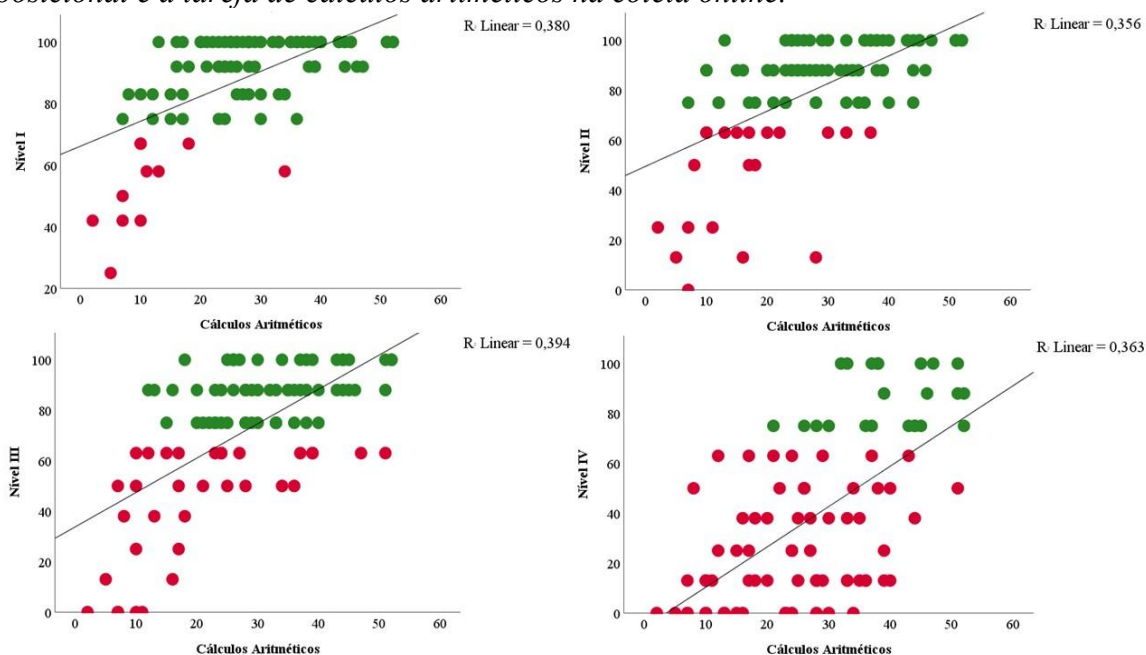 posicional e a tarefa de cálculos aritméticos na coleta online.
R² Linear = 0,380
100
80
60
40
20
Nível I
0 10 20 30 40 50 60
Cálculos Aritméticos
R² Linear = 0,356
100
80
60
40
20
0
Nível II
0 10 20 30 40 50 60
Cálculos Aritméticos
R² Linear = 0,394
100
80
60
40
20
0
Nível III
0 10 20 30 40 50 60
Cálculos Aritméticos
R² Linear = 0,363
100
80
60
40
20
0
Nível IV
0 10 20 30 40 50 60
Cálculos Aritméticos